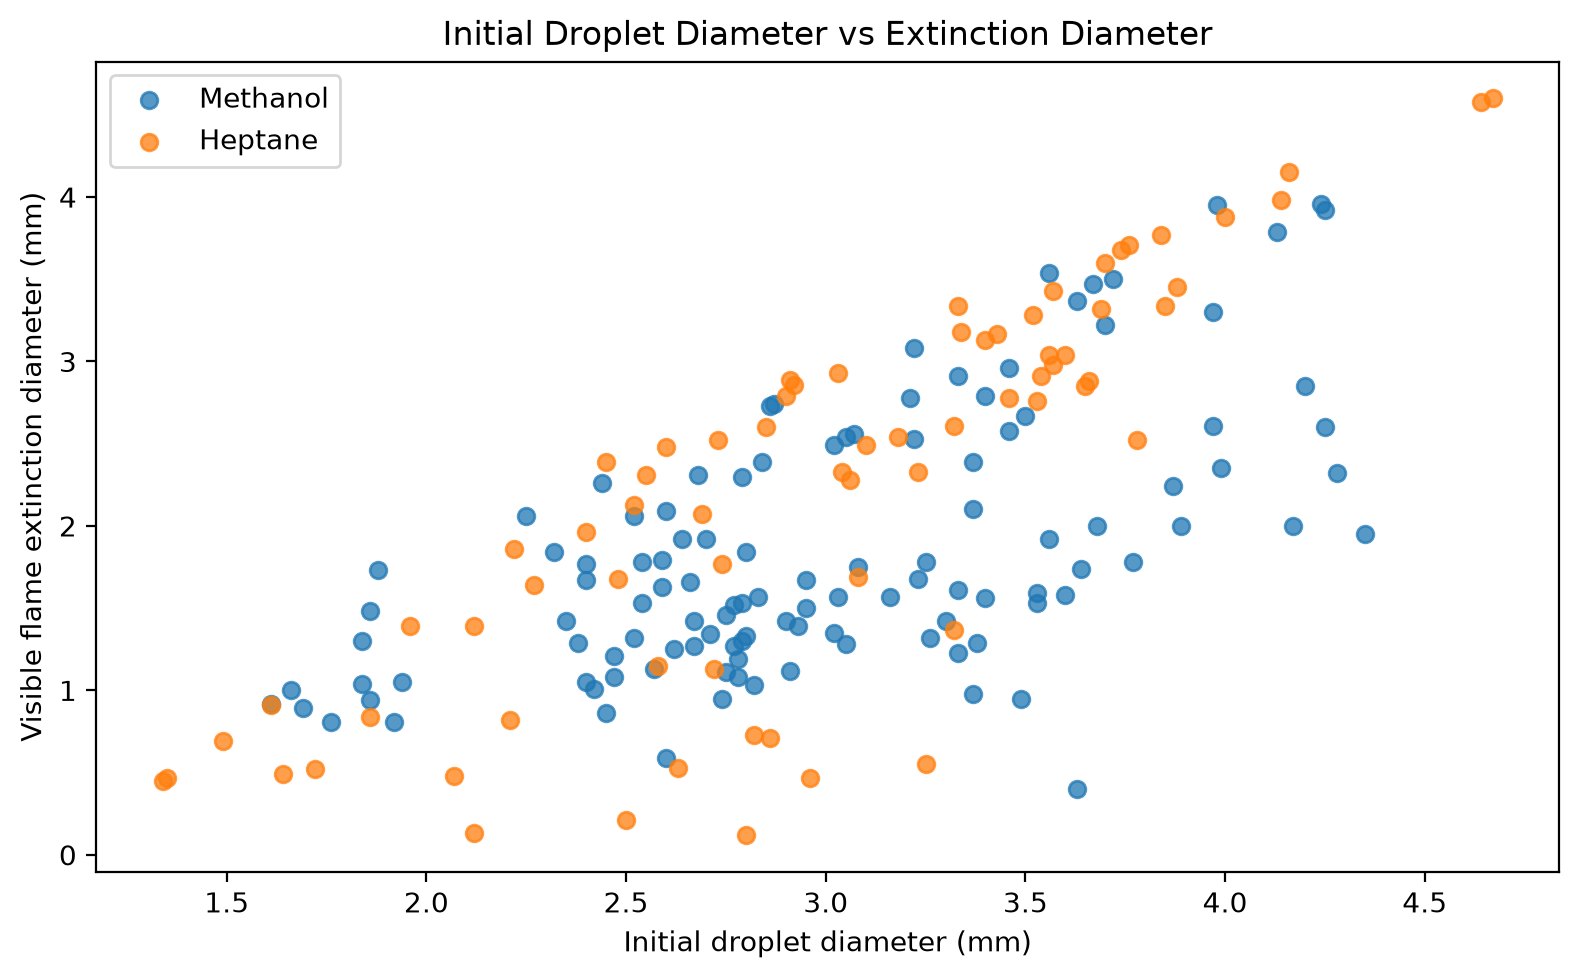 Initial Droplet Diameter vs Extinction Diameter
Methanol
Heptane
Visible flame extinction diameter (mm)
4
3
2
1
0
1.5 2.0 2.5 3.0 3.5 4.0 4.5
Initial droplet diameter (mm)